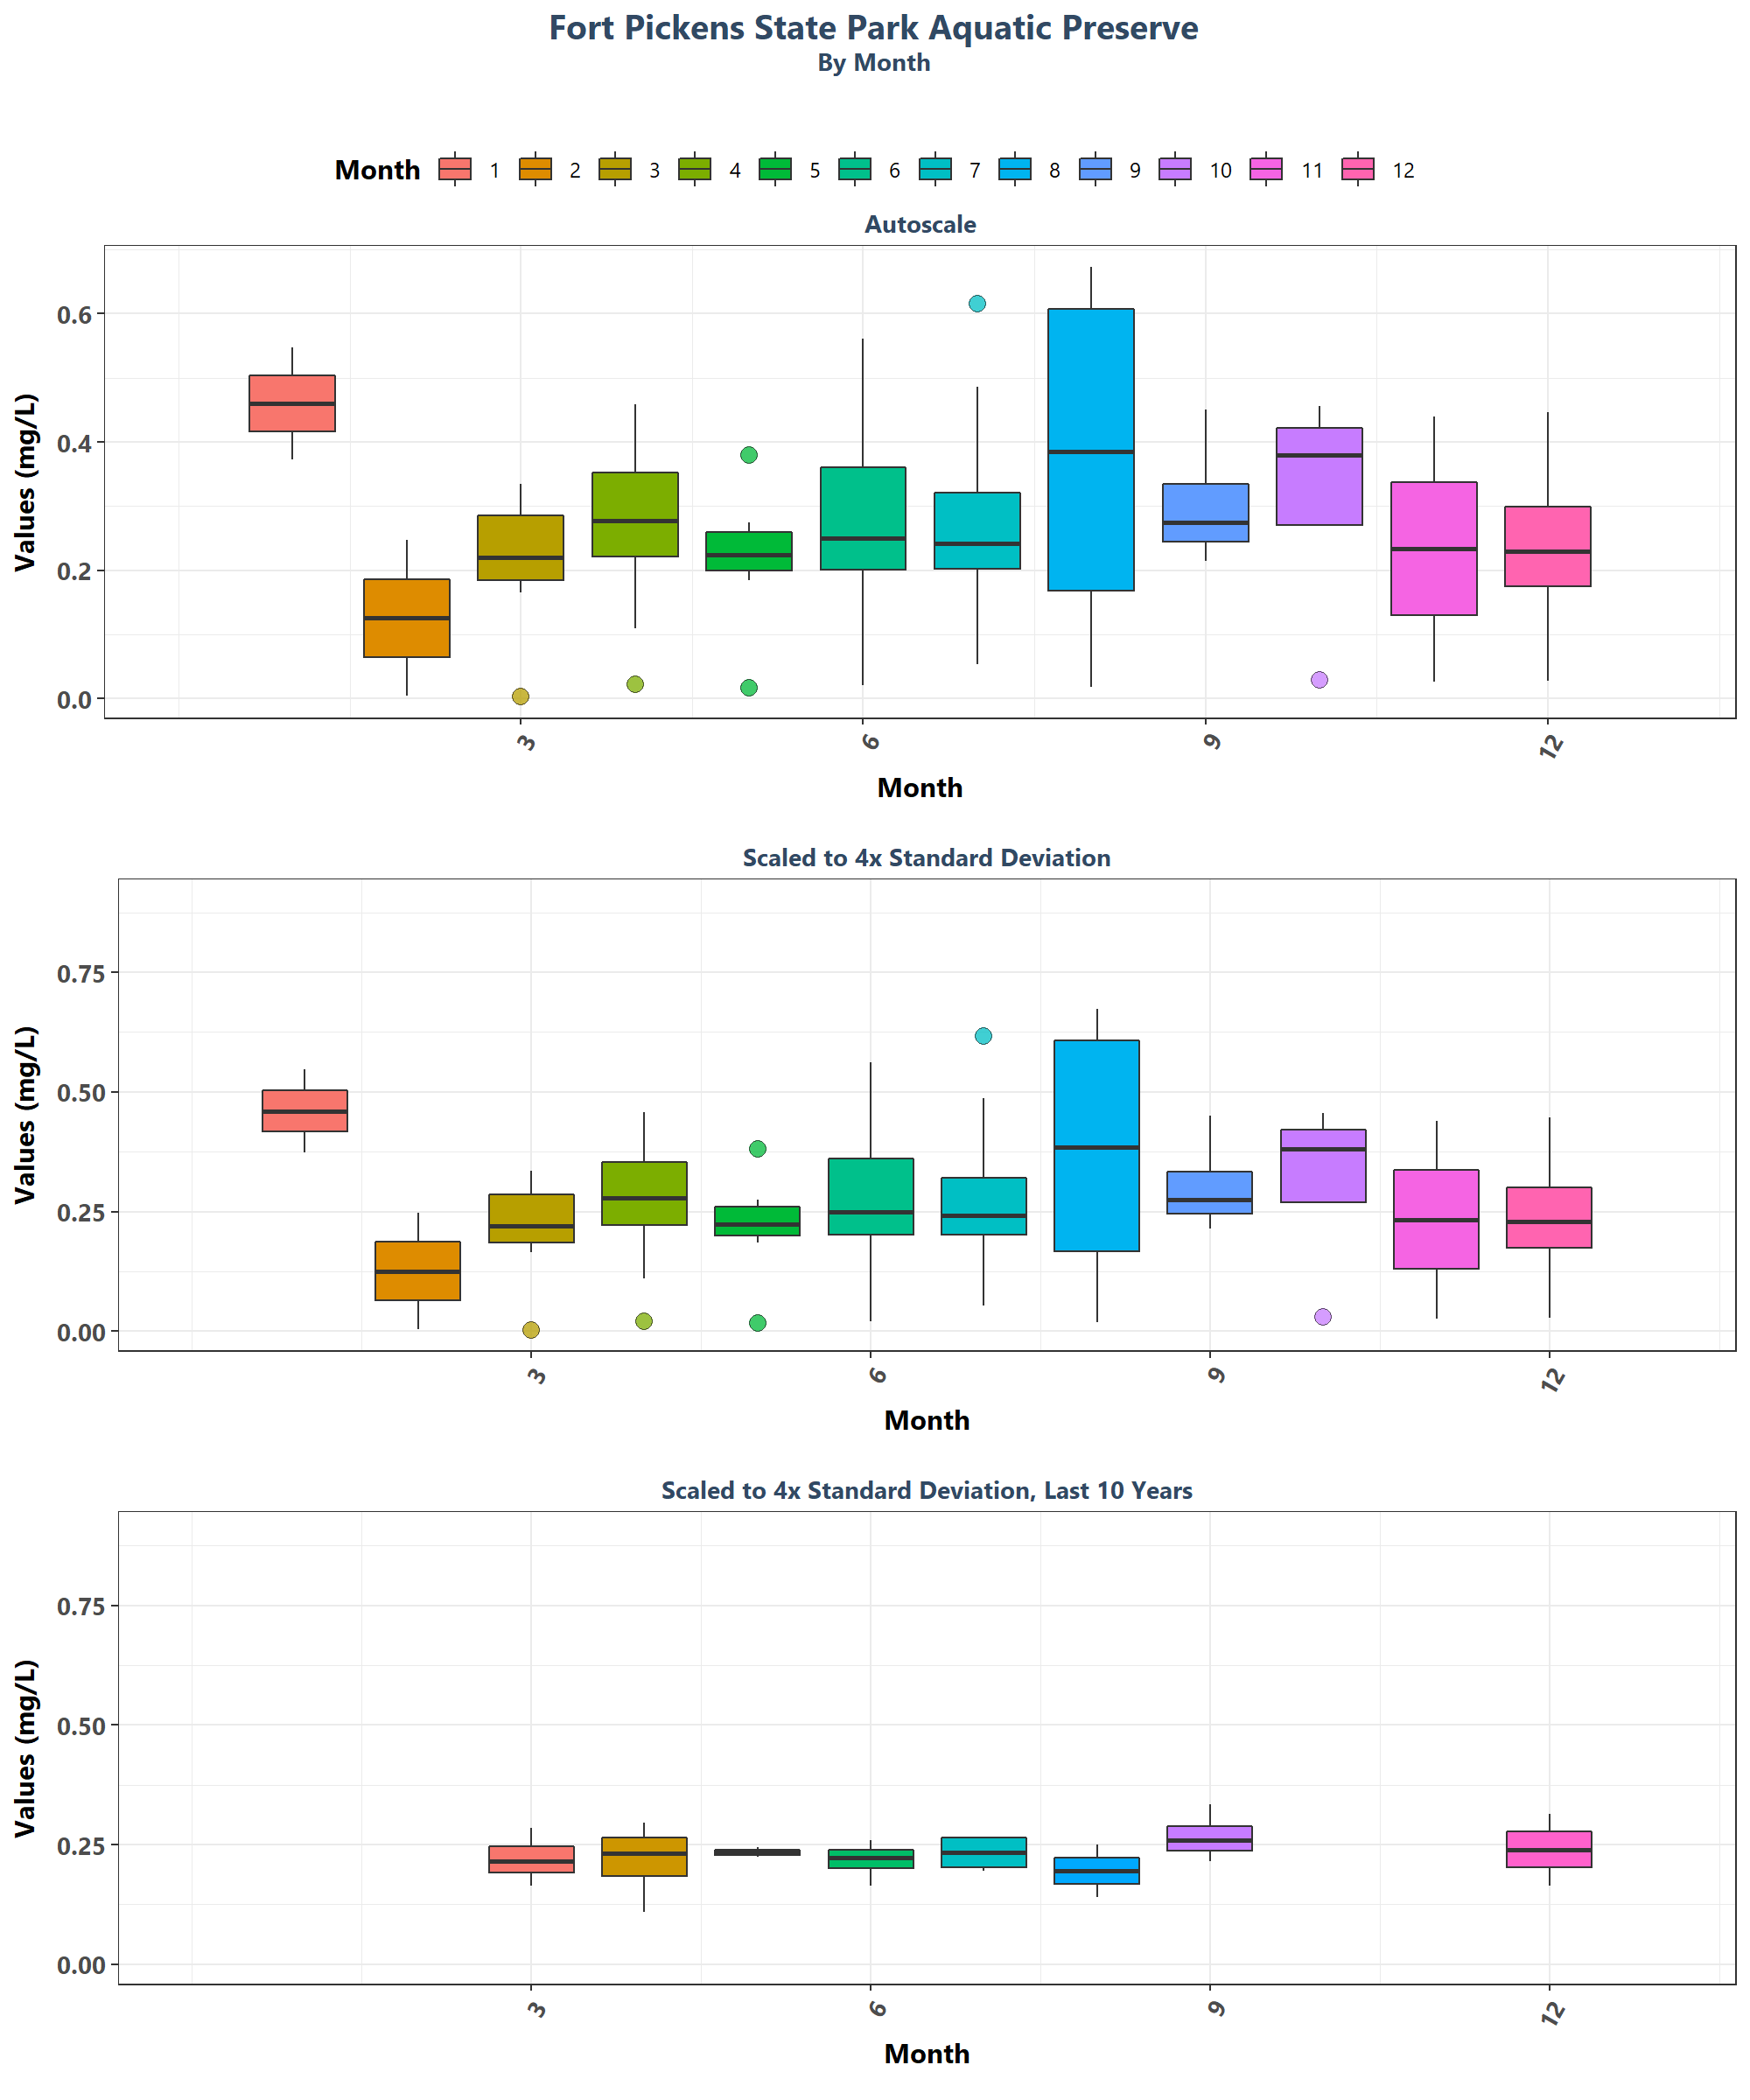 Fort Pickens State Park Aquatic Preserve
By Month
Month 1 2 3 4 5 6 7 8 9 10 11 12
Autoscale
Values (mg/L)
0.6
0.4
0.2
0.0
3 6 9 12
Month
Scaled to 4x Standard Deviation
Values (mg/L)
0.75
0.50
0.25
0.00
3 6 9 12
Month
Scaled to 4x Standard Deviation, Last 10 Years
Values (mg/L)
0.75
0.50
0.25
0.00
3 6 9 12
Month